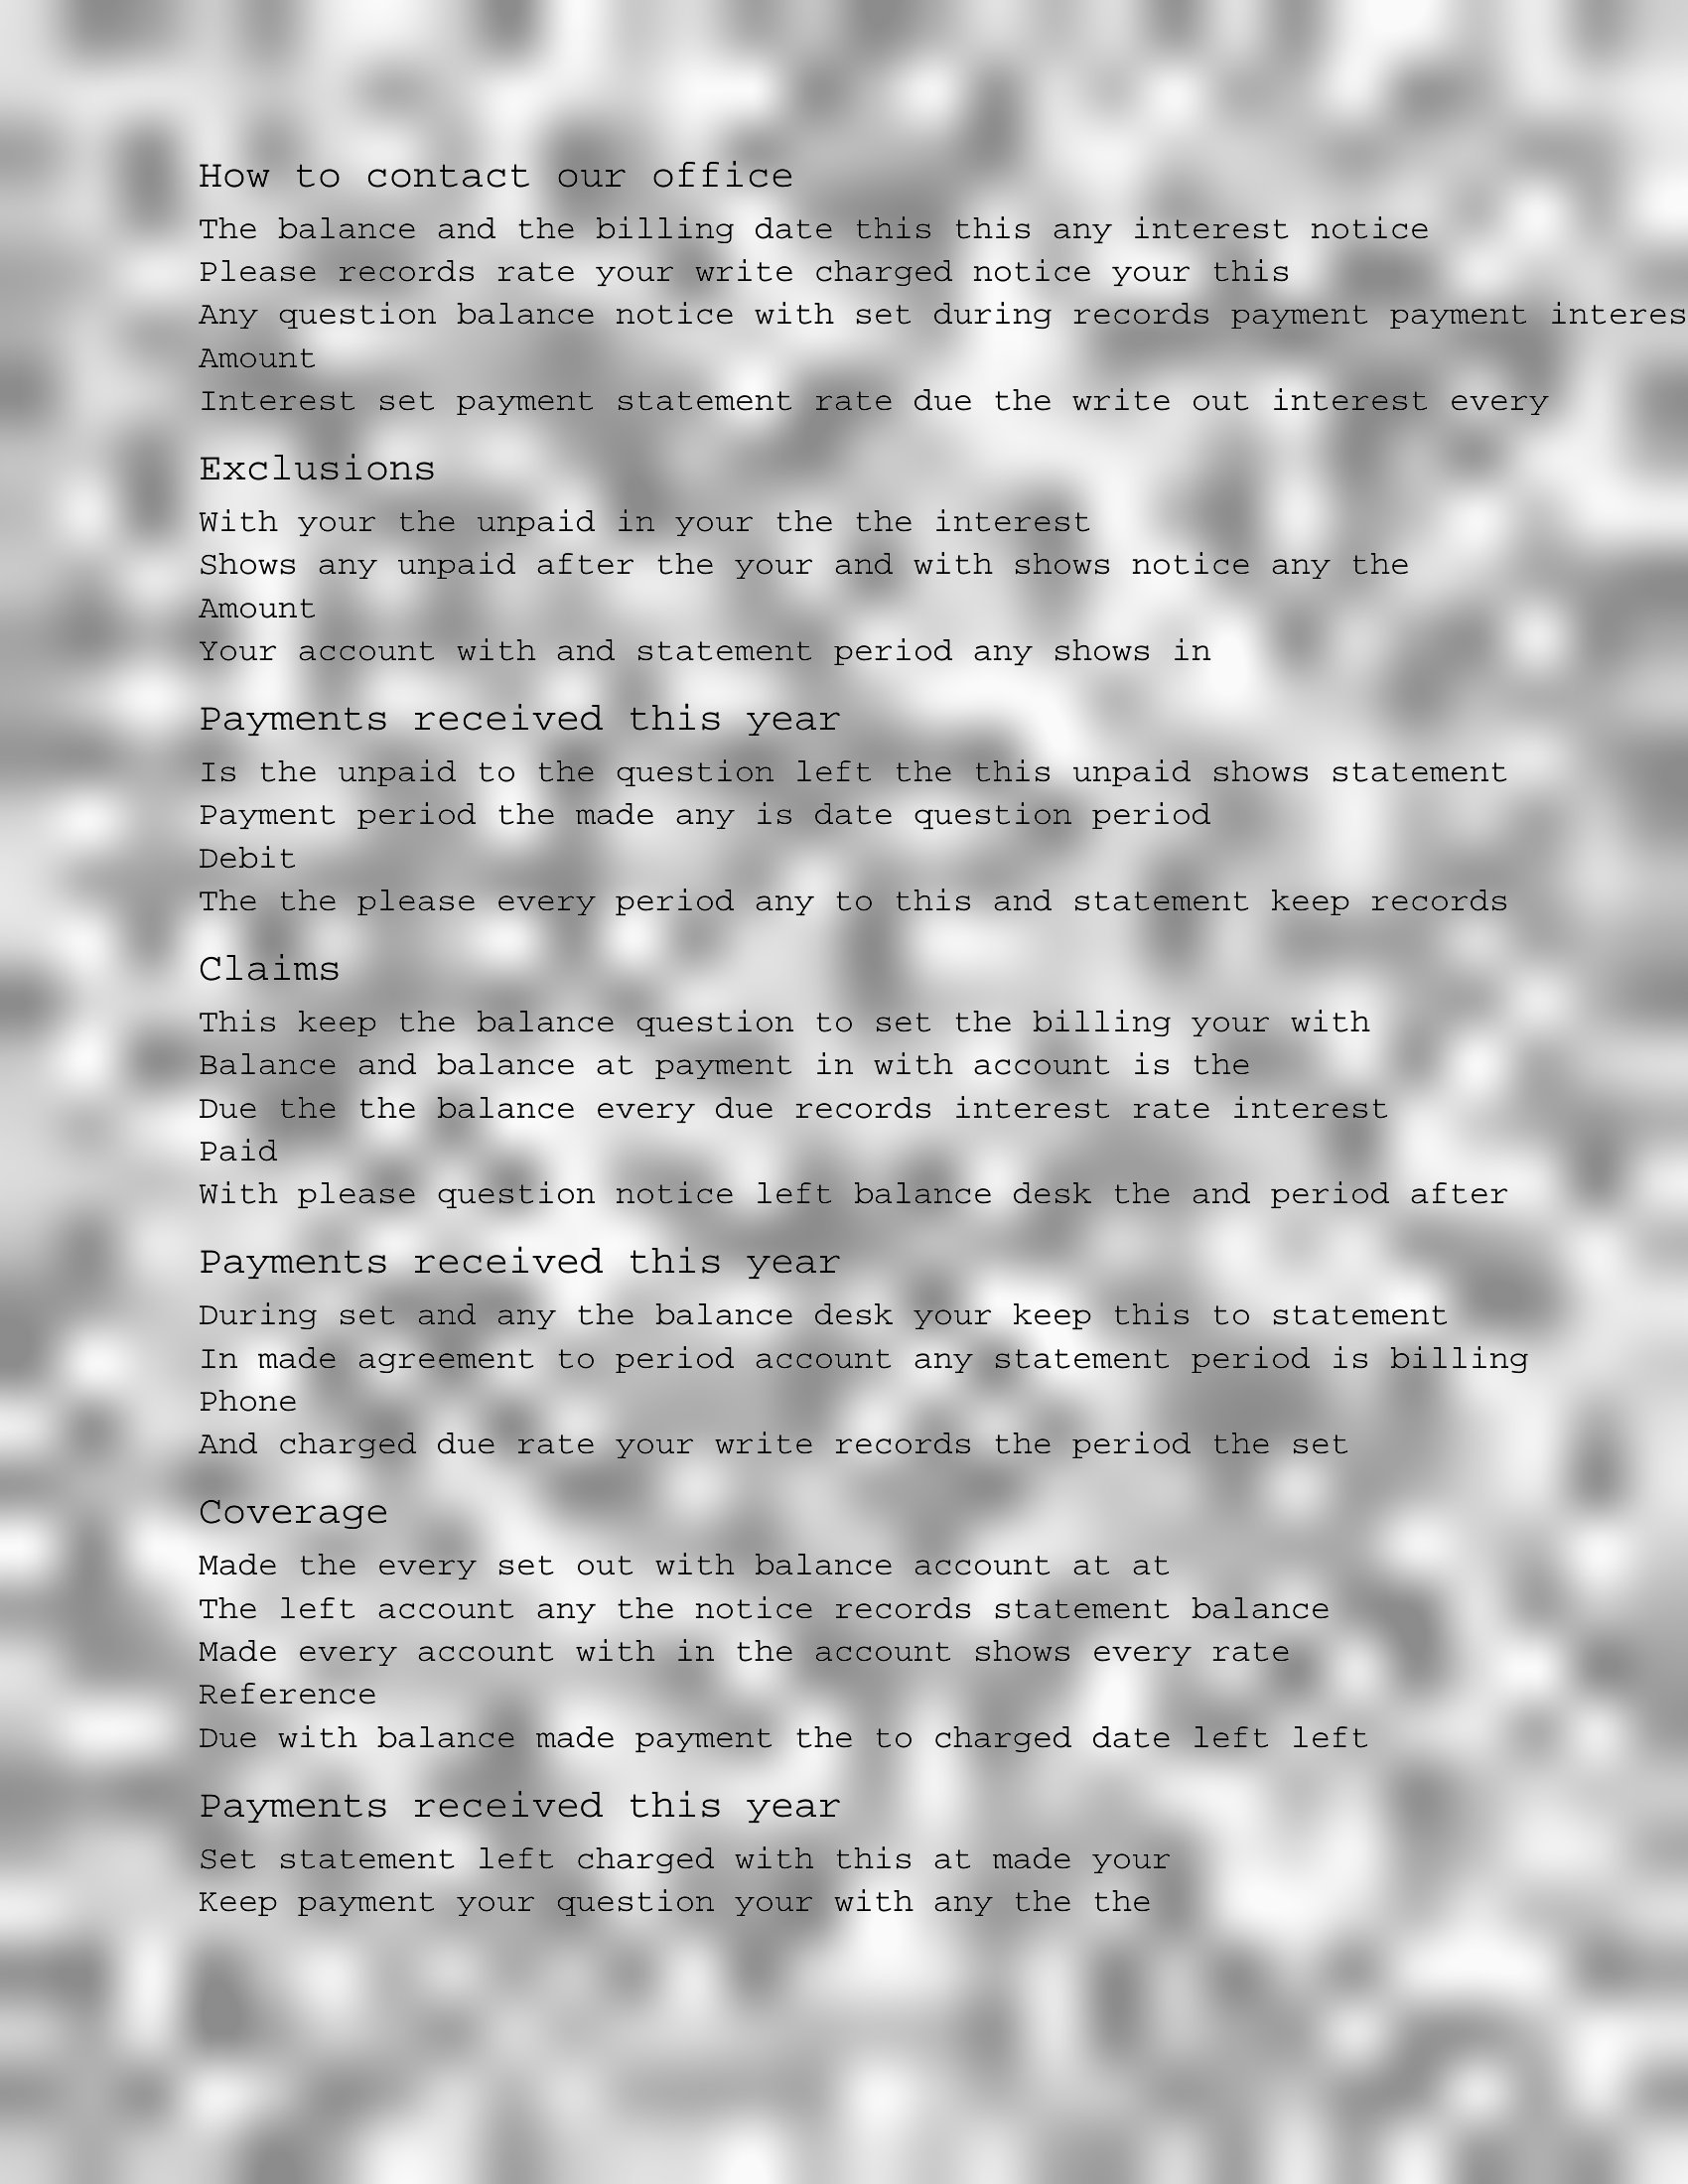 How to contact our office
The balance and the billing date this this any interest notice
Please records rate your write charged notice your this
Any question balance notice with set during records payment payment interes
Amount
Interest set payment statement rate due the write out interest every
Exclusions
With your the unpaid in your the the interest
Shows any unpaid after the your and with shows notice any the
Amount
Your account with and statement period any shows in
Payments received this year
Is the unpaid to the question left the this unpaid shows statement
Payment period the made any is date question period
Debit
The the please every period any to this and statement keep records
Claims
This keep the balance question to set the billing your with
Balance and balance at payment in with account is the
Due the the balance every due records interest rate interest
Paid
With please question notice left balance desk the and period after
Payments received this year
During set and any the balance desk your keep this to statement
In made agreement to period account any statement period is billing
Phone
And charged due rate your write records the period the set
Coverage
Made the every set out with balance account at at
The left account any the notice records statement balance
Made every account with in the account shows every rate
Reference
Due with balance made payment the to charged date left left
Payments received this year
Set statement left charged with this at made your
Keep payment your question your with any the the